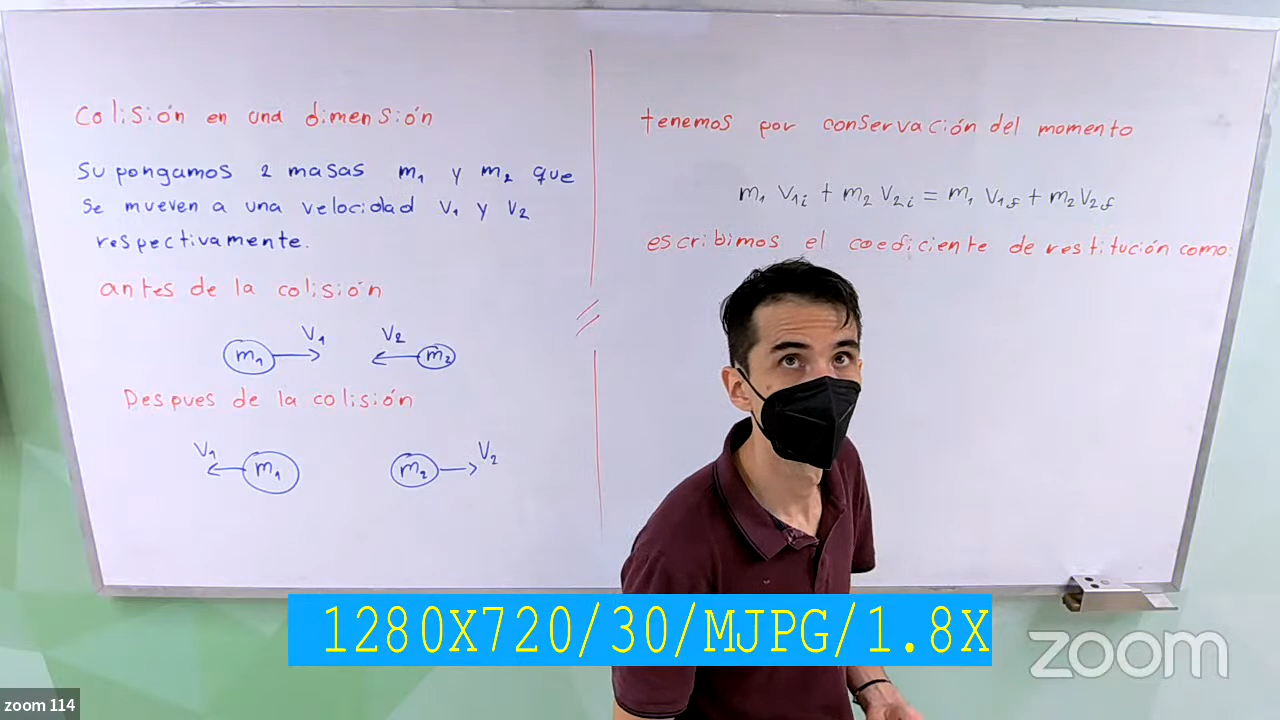 Colisión en una dimensión
Supongamos 2 masas m₁ y m₂ que
se mueven a una velocidad V₁ y V₂
respectivamente.
antes de la colisión
V₁ V₂
m₁ m₂
Despues de la colisión
V₁ V₂
m₁ m₂
tenemos por conservación del momento
m₁ V₁i + m₂ V₂i = m₁ V₁f + m₂ V₂f
escribimos el coediciente de restitución como:
1280X720/30/MJPG/1.8X
zoom
zoom 114